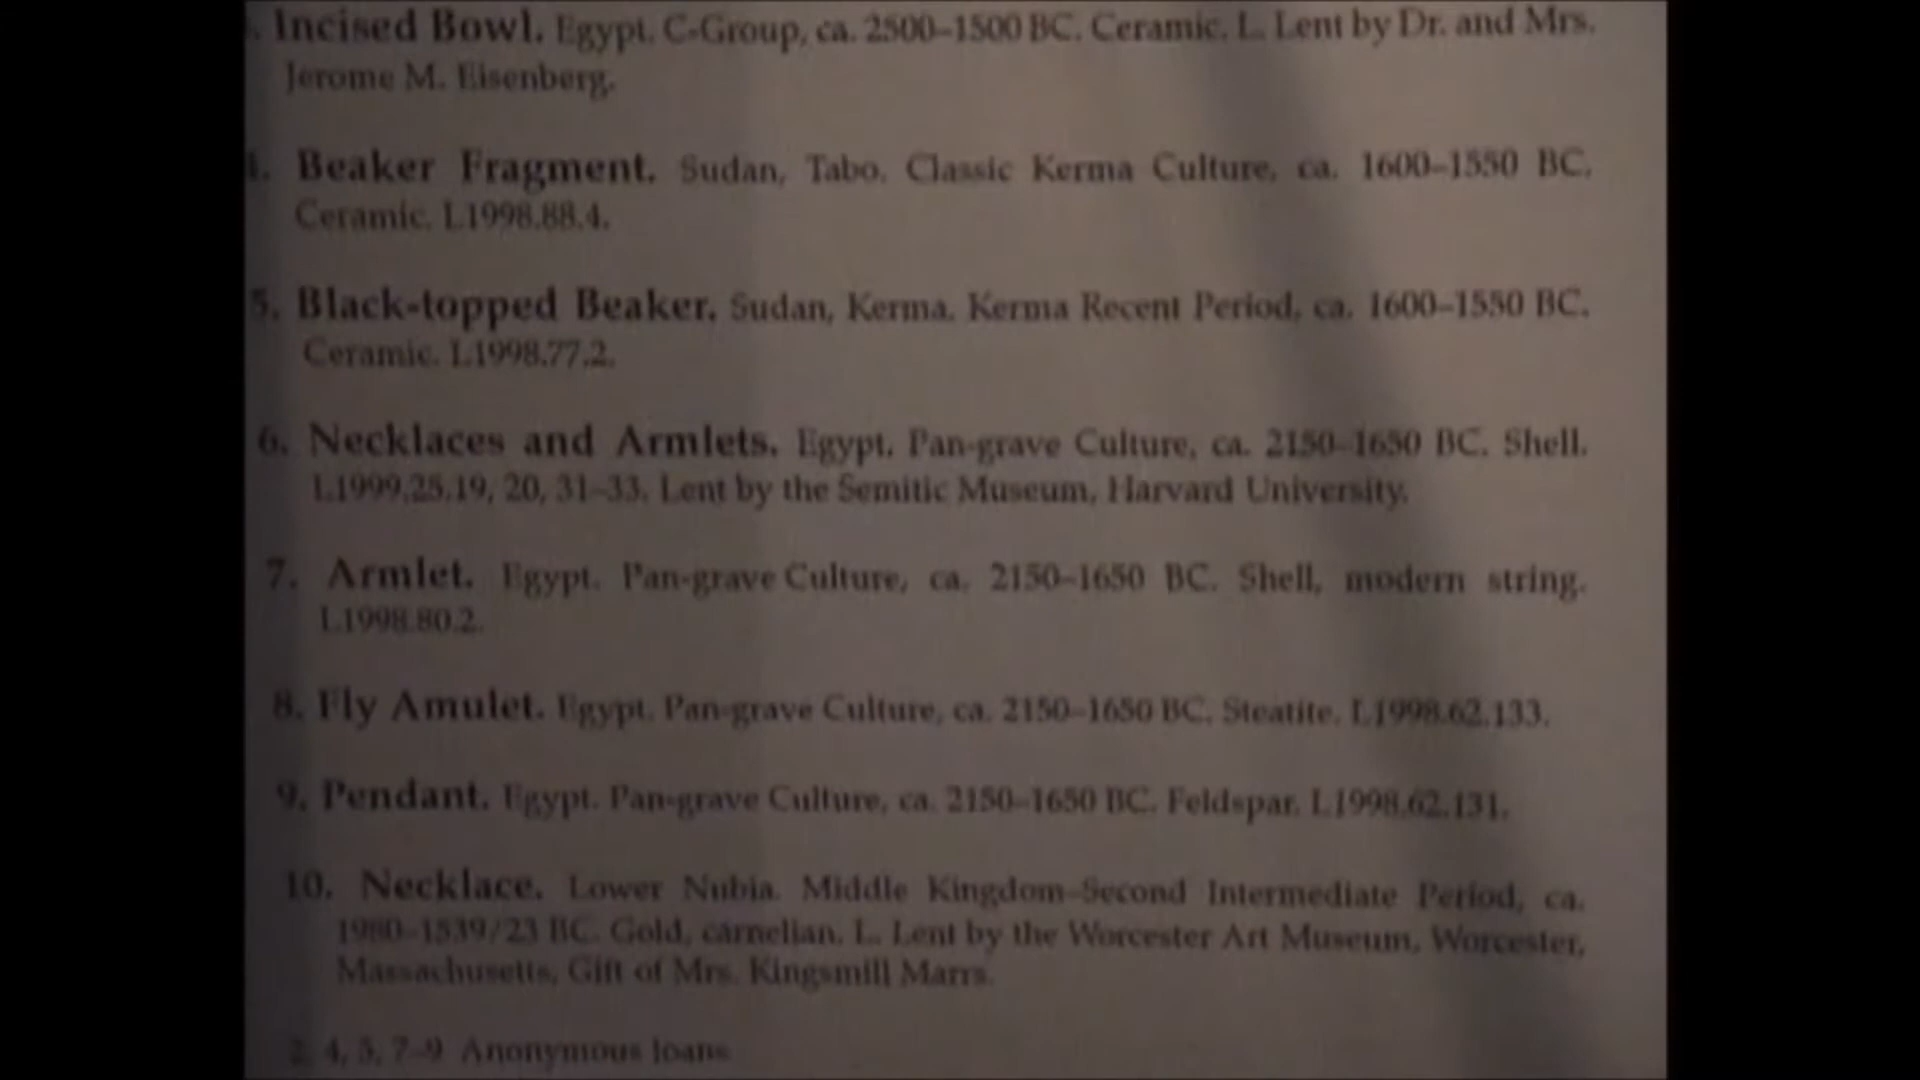 . Incised Bowl. Egypt. C-Group, ca. 2500–1500 BC. Ceramic. L. Lent by Dr. and Mrs.
Jerome M. Eisenberg.
4. Beaker Fragment. Sudan, Tabo. Classic Kerma Culture, ca. 1600–1550 BC.
Ceramic. L1998.88.4.
5. Black-topped Beaker. Sudan, Kerma. Kerma Recent Period, ca. 1600–1550 BC.
Ceramic. L1998.77.2.
6. Necklaces and Armlets. Egypt. Pan-grave Culture, ca. 2150–1650 BC. Shell.
L1999.25.19, 20, 31–33. Lent by the Semitic Museum, Harvard University.
7. Armlet. Egypt. Pan-grave Culture, ca. 2150–1650 BC. Shell, modern string.
L1998.80.2.
8. Fly Amulet. Egypt. Pan-grave Culture, ca. 2150–1650 BC. Steatite. L1998.62.133.
9. Pendant. Egypt. Pan-grave Culture, ca. 2150–1650 BC. Feldspar. L1998.62.131.
10. Necklace. Lower Nubia. Middle Kingdom–Second Intermediate Period, ca.
1980–1539/23 BC. Gold, carnelian. L. Lent by the Worcester Art Museum, Worcester,
Massachusetts, Gift of Mrs. Kingsmill Marrs.
2, 4, 5, 7–9 Anonymous loans